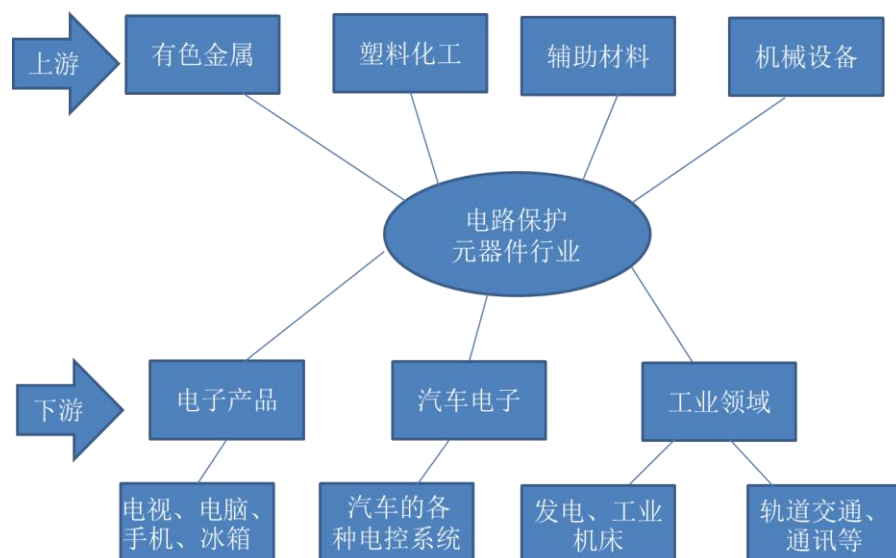 上游
有色金属
塑料化工
辅助材料
机械设备
电路保护
元器件行业
下游
电子产品
汽车电子
工业领域
电视、电脑、
手机、冰箱
汽车的各
种电控系统
发电、工业
机床
轨道交通、
通讯等